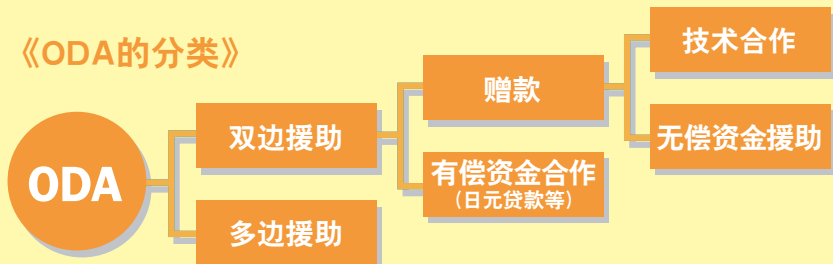 《ODA的分类》
ODA
双边援助
多边援助
赠款
有偿资金合作
（日元贷款等）
技术合作
无偿资金援助